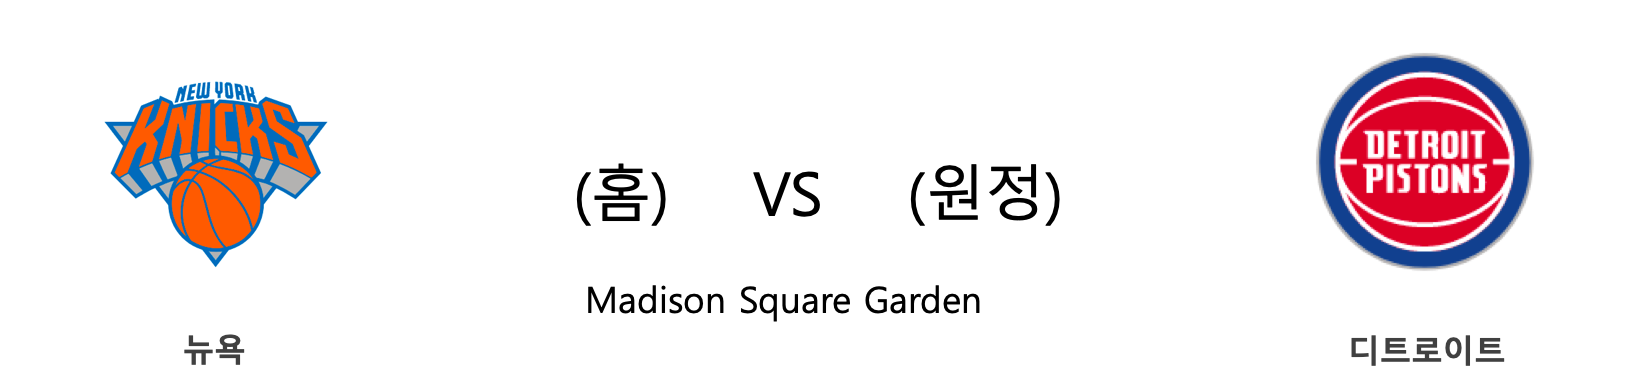 NEW YORK
KNICKS
DETROIT
PISTONS
(홈) VS (원정)
Madison Square Garden
뉴욕
디트로이트